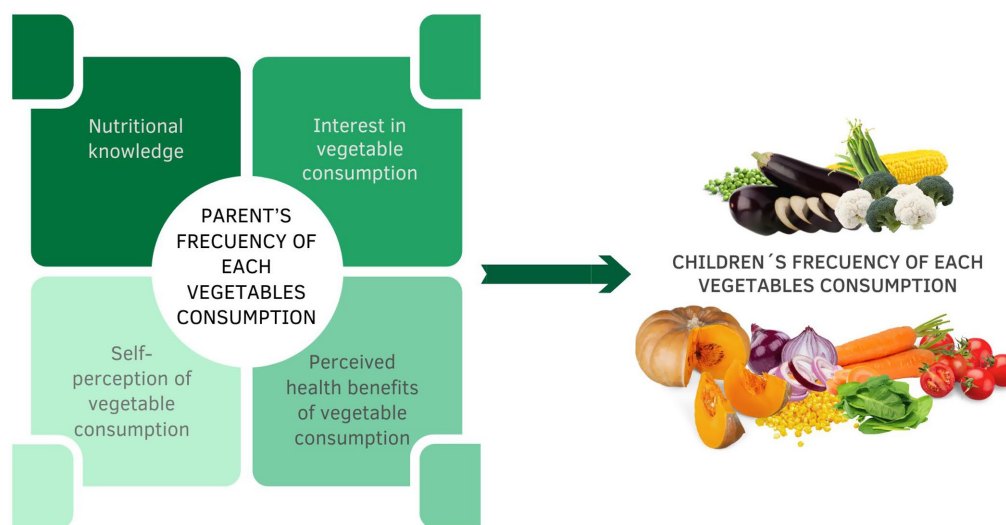 Nutritional
knowledge
Interest in
vegetable
consumption
PARENT'S
FRECUENCY OF
EACH
VEGETABLES
CONSUMPTION
Self-
perception of
vegetable
consumption
Perceived
health benefits
of vegetable
consumption
CHILDREN´S FRECUENCY OF EACH
VEGETABLES CONSUMPTION